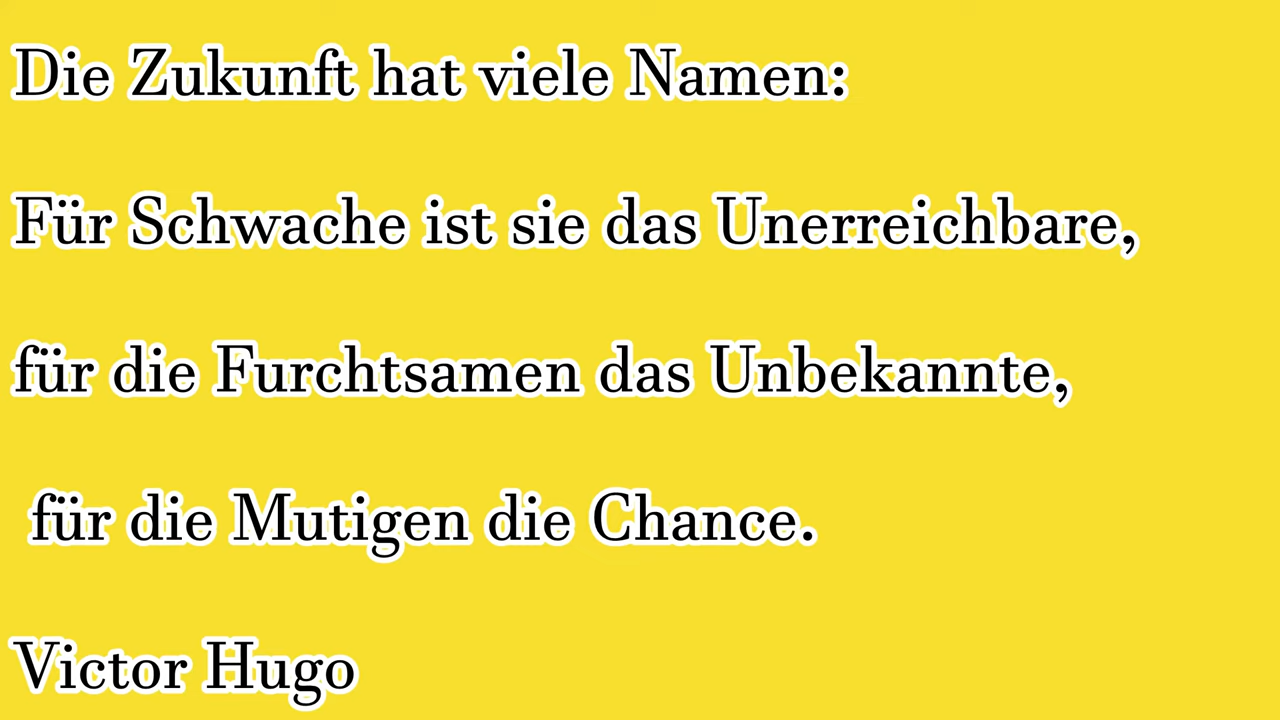 Die Zukunft hat viele Namen:
Für Schwache ist sie das Unerreichbare,
für die Furchtsamen das Unbekannte,
für die Mutigen die Chance.
Victor Hugo